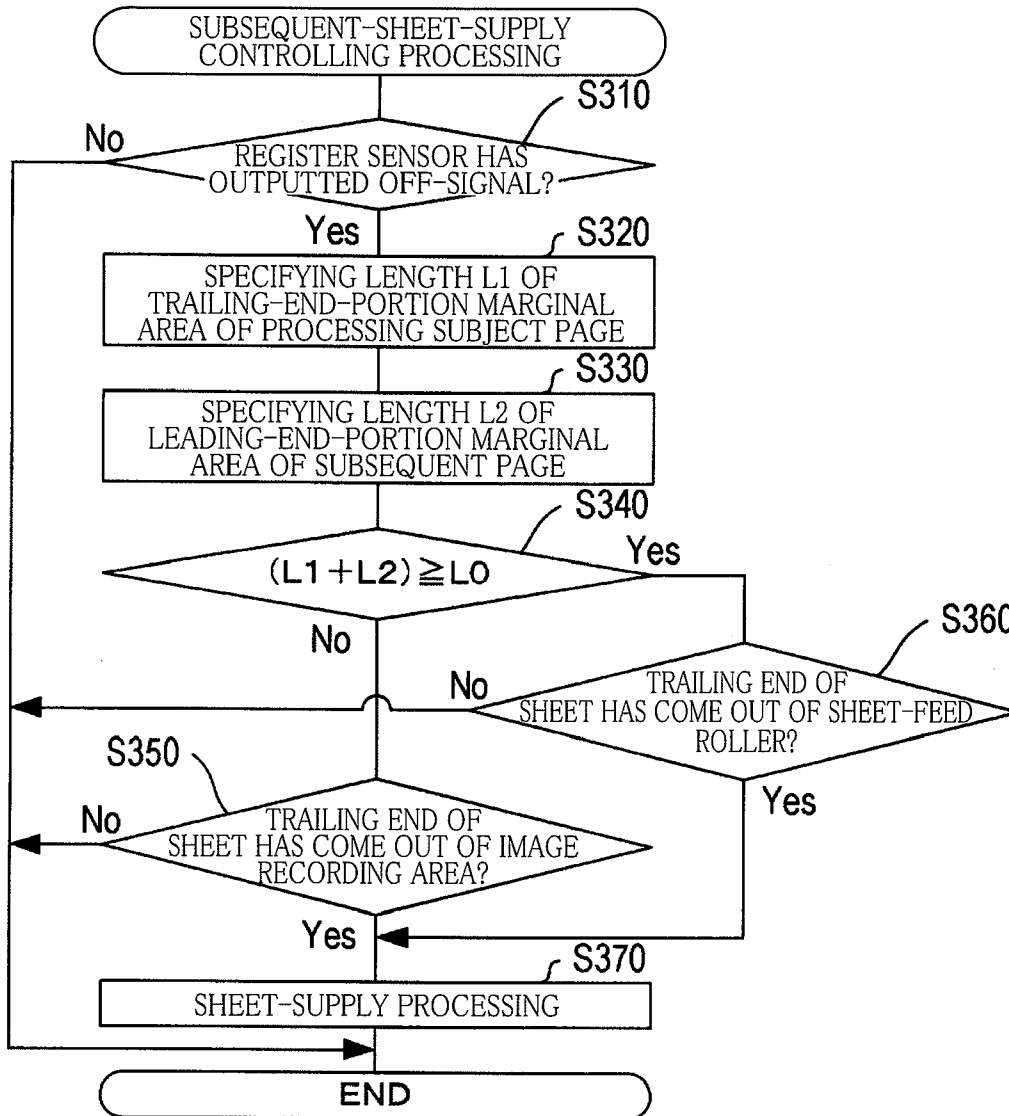 SUBSEQUENT-SHEET-SUPPLY
CONTROLLING PROCESSING
S310
No
REGISTER SENSOR HAS
OUTPUTTED OFF-SIGNAL?
Yes
S320
SPECIFYING LENGTH L1 OF
TRAILING-END-PORTION MARGINAL
AREA OF PROCESSING SUBJECT PAGE
S330
SPECIFYING LENGTH L2 OF
LEADING-END-PORTION MARGINAL
AREA OF SUBSEQUENT PAGE
S340
Yes
(L1+L2)≧L0
No
S360
No
TRAILING END OF
SHEET HAS COME OUT OF SHEET-FEED
ROLLER?
Yes
S350
No
TRAILING END OF
SHEET HAS COME OUT OF IMAGE
RECORDING AREA?
Yes
S370
SHEET-SUPPLY PROCESSING
END